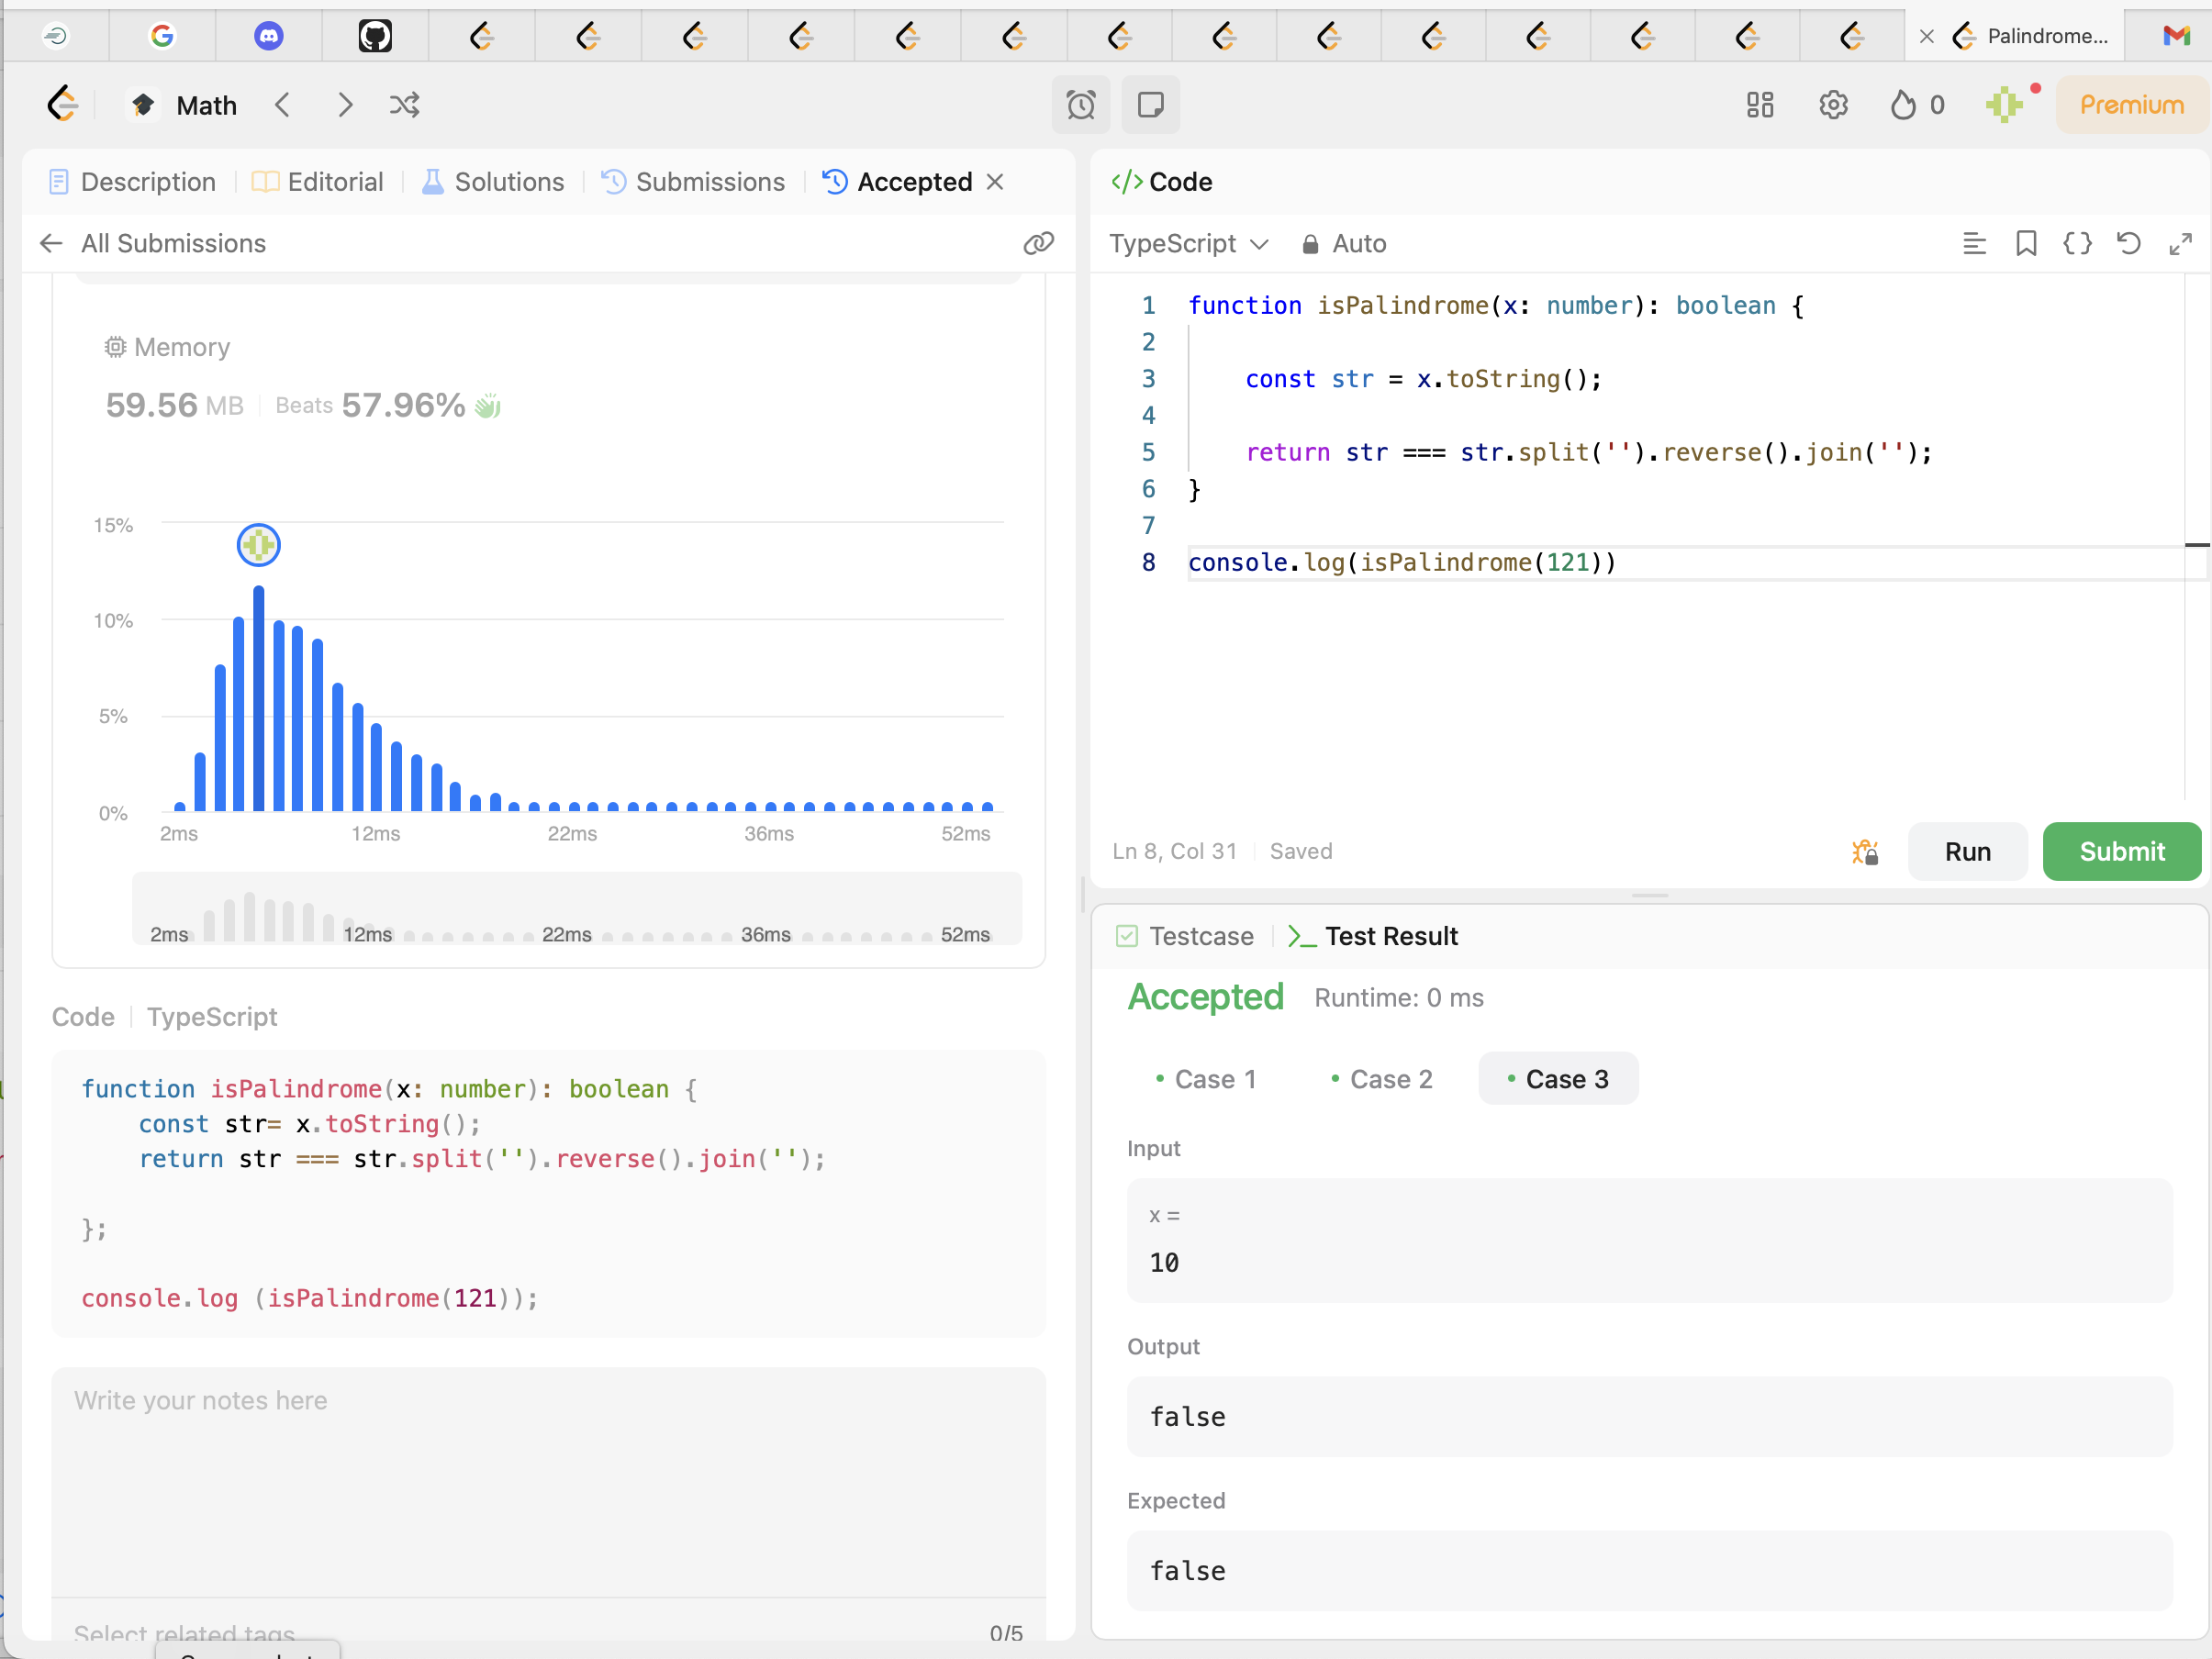 Palindrome...
Math
0
Premium
Description
Editorial
Solutions
Submissions
Accepted
All Submissions
Memory
59.56 MB
Beats 57.96%
15%
10%
5%
0%
2ms 12ms 22ms 36ms 52ms
2ms 12ms 22ms 36ms 52ms
Code
TypeScript
function isPalindrome(x: number): boolean {
const str= x.toString();
return str === str.split('').reverse().join('');
};
console.log (isPalindrome(121));
Write your notes here
Select related tags
0/5
</> Code
TypeScript
Auto
1 function isPalindrome(x: number): boolean {
2
3 const str = x.toString();
4
5 return str === str.split('').reverse().join('');
6 }
7
8 console.log(isPalindrome(121))
Ln 8, Col 31
Saved
Run
Submit
Testcase
Test Result
Accepted
Runtime: 0 ms
Case 1
Case 2
Case 3
Input
x =
10
Output
false
Expected
false